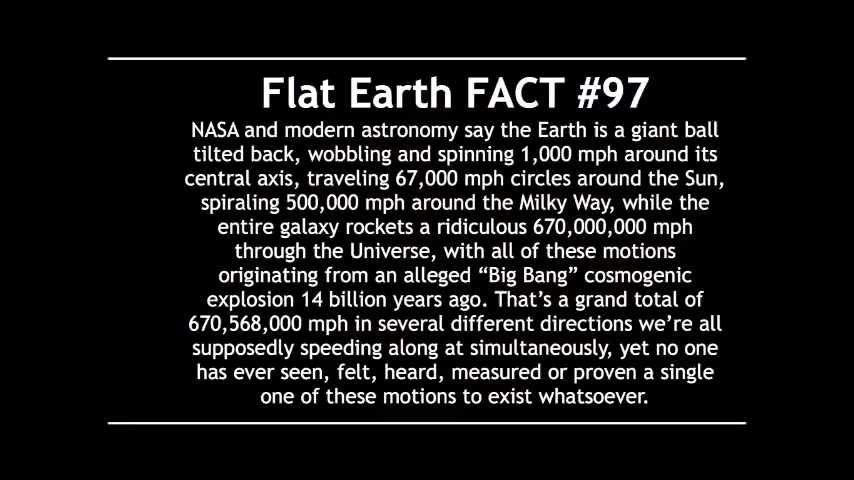 Flat Earth FACT #97
NASA and modern astronomy say the Earth is a giant ball
tilted back, wobbling and spinning 1,000 mph around its
central axis, traveling 67,000 mph circles around the Sun,
spiraling 500,000 mph around the Milky Way, while the
entire galaxy rockets a ridiculous 670,000,000 mph
through the Universe, with all of these motions
originating from an alleged “Big Bang” cosmogenic
explosion 14 billion years ago. That’s a grand total of
670,568,000 mph in several different directions we’re all
supposedly speeding along at simultaneously, yet no one
has ever seen, felt, heard, measured or proven a single
one of these motions to exist whatsoever.